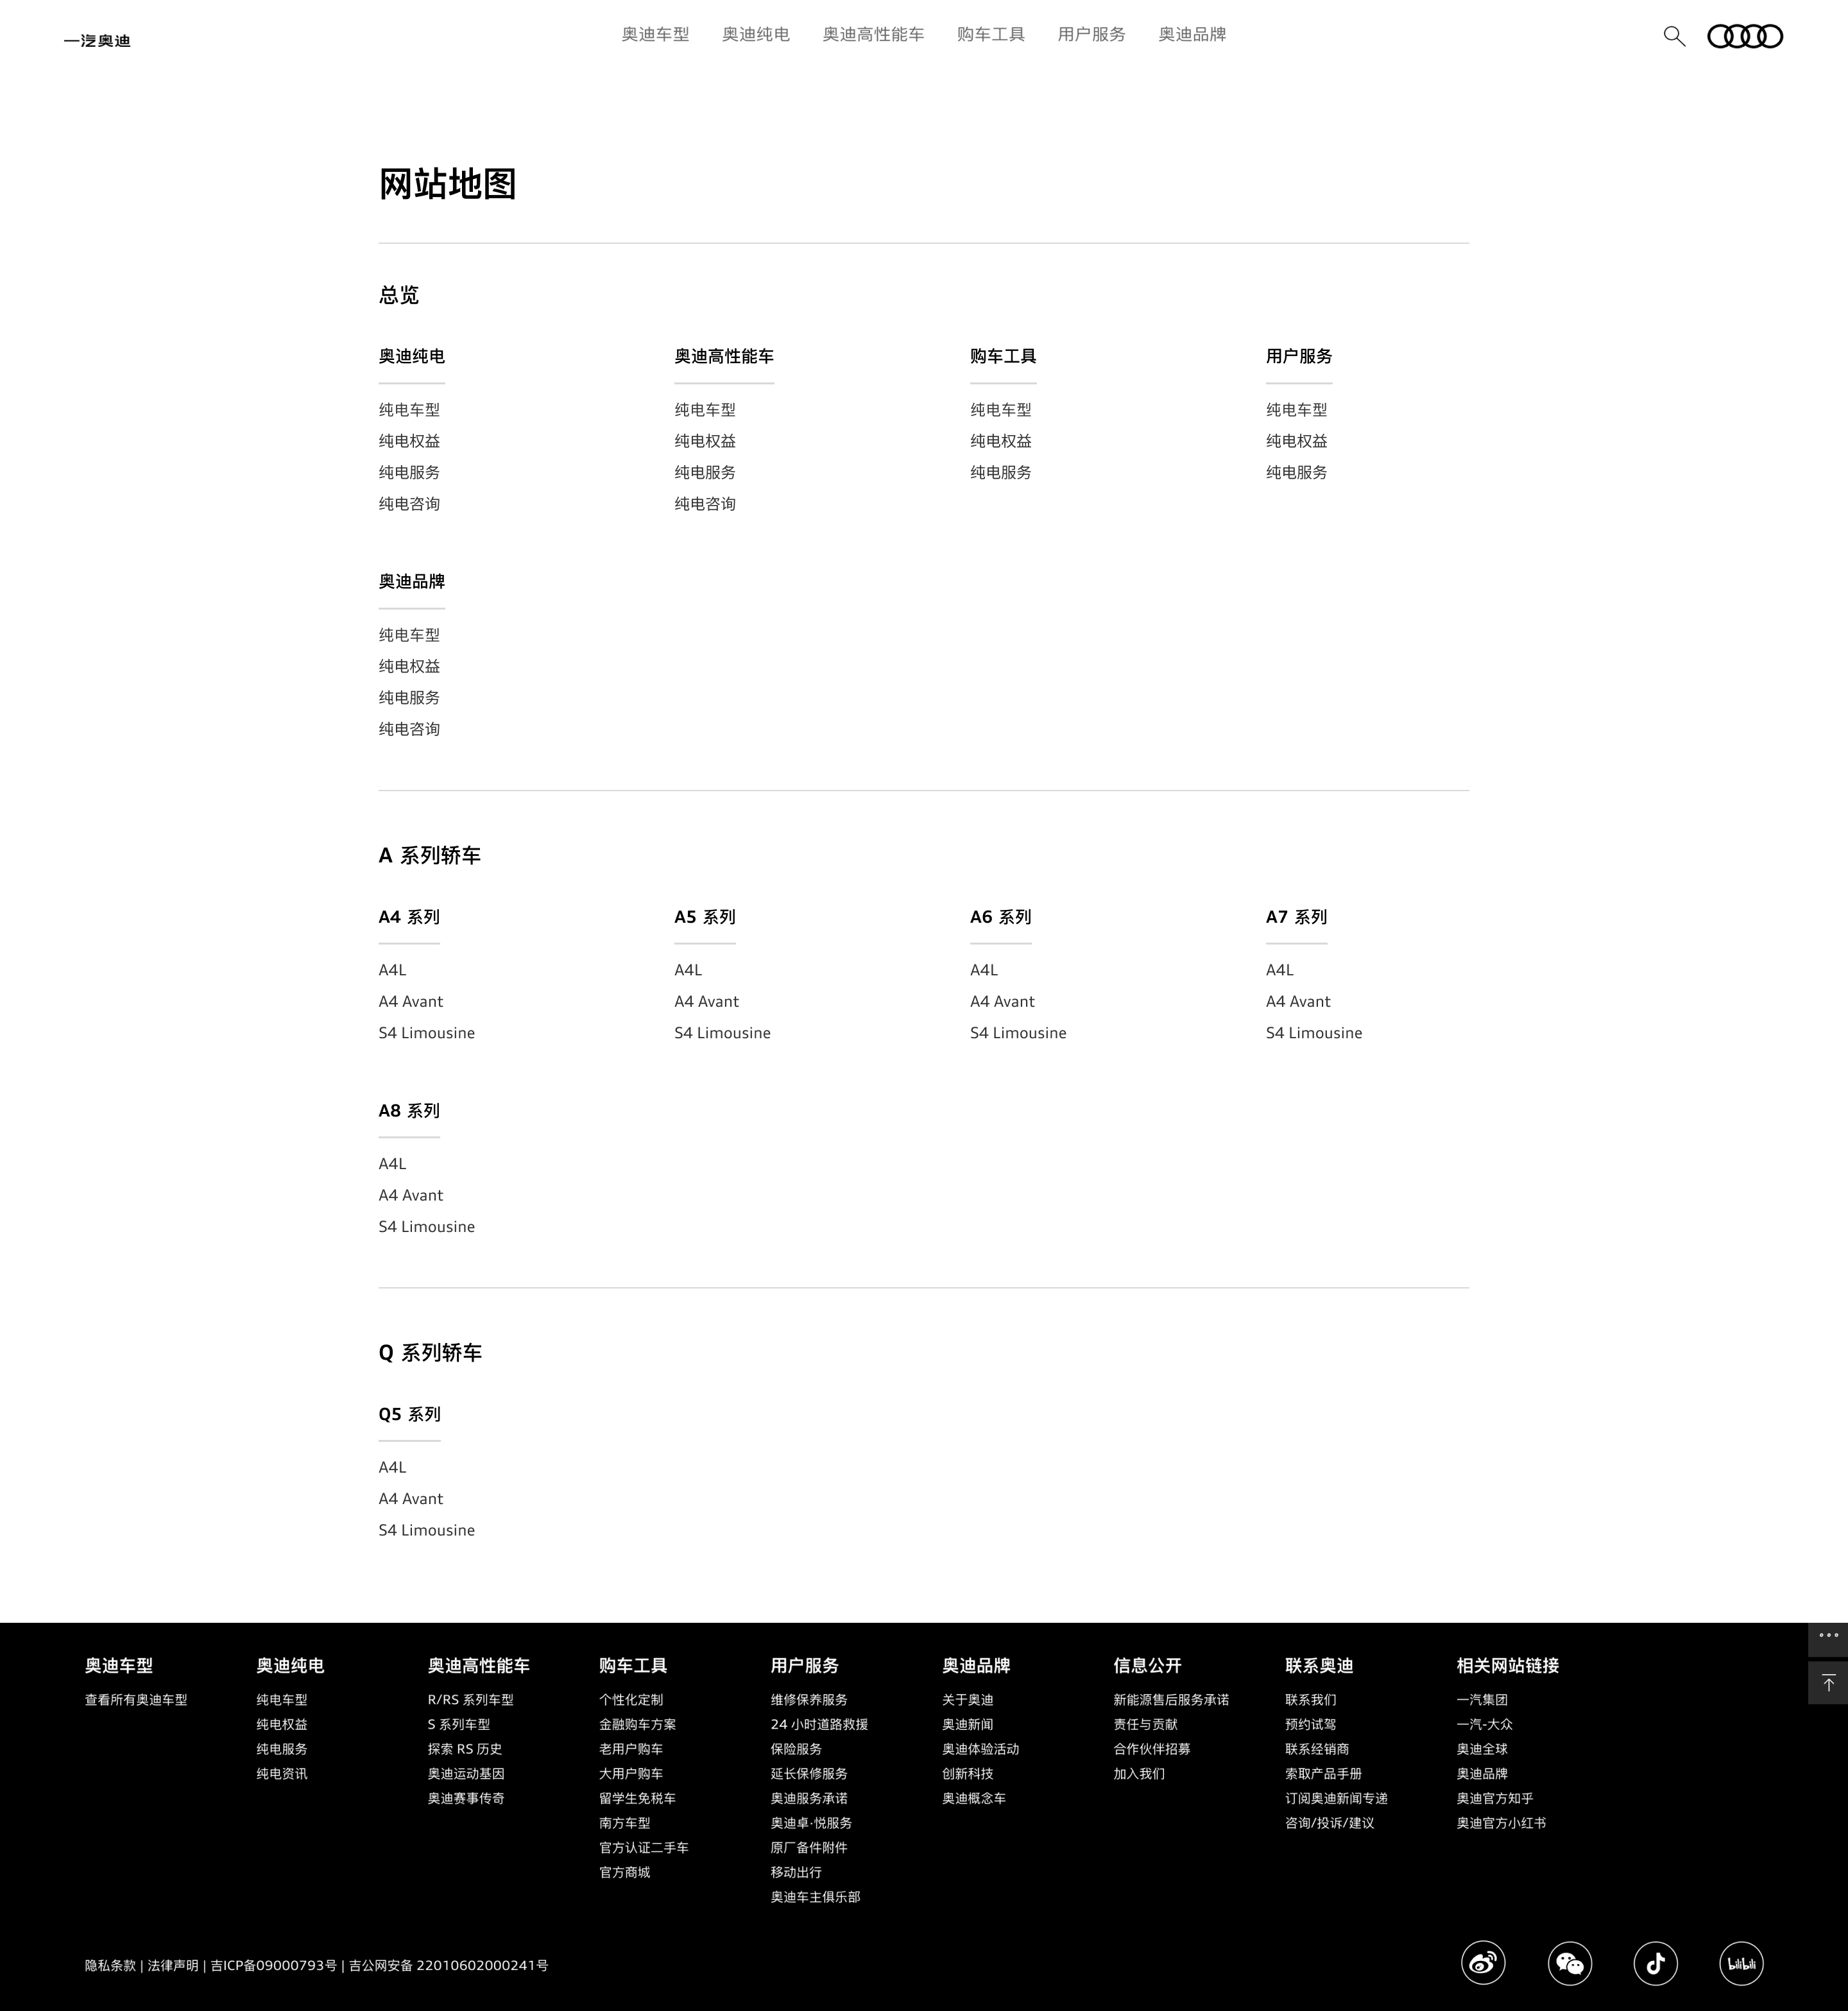 一汽奥迪
奥迪车型 奥迪纯电 奥迪高性能车 购车工具 用户服务 奥迪品牌
网站地图
总览
奥迪纯电
纯电车型
纯电权益
纯电服务
纯电咨询
奥迪高性能车
纯电车型
纯电权益
纯电服务
纯电咨询
购车工具
纯电车型
纯电权益
纯电服务
用户服务
纯电车型
纯电权益
纯电服务
奥迪品牌
纯电车型
纯电权益
纯电服务
纯电咨询
A 系列轿车
A4 系列
A4L
A4 Avant
S4 Limousine
A5 系列
A4L
A4 Avant
S4 Limousine
A6 系列
A4L
A4 Avant
S4 Limousine
A7 系列
A4L
A4 Avant
S4 Limousine
A8 系列
A4L
A4 Avant
S4 Limousine
Q 系列轿车
Q5 系列
A4L
A4 Avant
S4 Limousine
奥迪车型
查看所有奥迪车型
奥迪纯电
纯电车型
纯电权益
纯电服务
纯电资讯
奥迪高性能车
R/RS 系列车型
S 系列车型
探索 RS 历史
奥迪运动基因
奥迪赛事传奇
购车工具
个性化定制
金融购车方案
老用户购车
大用户购车
留学生免税车
南方车型
官方认证二手车
官方商城
用户服务
维修保养服务
24 小时道路救援
保险服务
延长保修服务
奥迪服务承诺
奥迪卓·悦服务
原厂备件附件
移动出行
奥迪车主俱乐部
奥迪品牌
关于奥迪
奥迪新闻
奥迪体验活动
创新科技
奥迪概念车
信息公开
新能源售后服务承诺
责任与贡献
合作伙伴招募
加入我们
联系奥迪
联系我们
预约试驾
联系经销商
索取产品手册
订阅奥迪新闻专递
咨询/投诉/建议
相关网站链接
一汽集团
一汽-大众
奥迪全球
奥迪品牌
奥迪官方知乎
奥迪官方小红书
隐私条款 | 法律声明 | 吉ICP备09000793号 | 吉公网安备 22010602000241号
bilibili